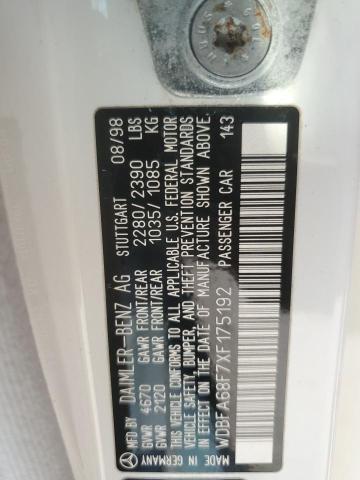 MFD BY DAIMLER-BENZ AG STUTTGART 08/98
GVWR 4670 GAWR FRONT/REAR 2280/2390 LBS
GVWR 2120 GAWR FRONT/REAR 1035/1085 KG
THIS VEHICLE CONFORMS TO ALL APPLICABLE U.S. FEDERAL MOTOR
VEHICLE SAFETY, BUMPER, AND THEFT PREVENTION STANDARDS
IN EFFECT ON THE DATE OF MANUFACTURE SHOWN ABOVE.
WDBFA68F7XF175192 PASSENGER CAR 143
MADE IN GERMANY